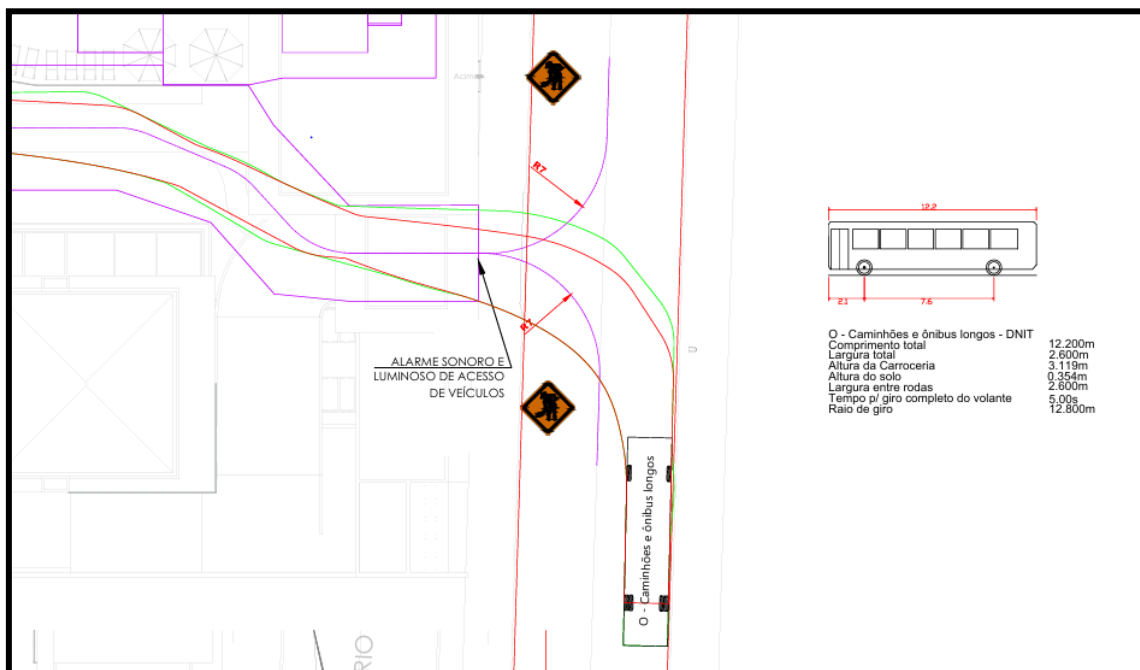 Acima
R7
R7
ALARME SONORO E
LUMINOSO DE ACESSO
DE VEÍCULOS
U
O - Caminhões e ônibus longos
RIO
12.2
2.1
7.6
O - Caminhões e ônibus longos - DNIT
Comprimento total 12.200m
Largura total 2.600m
Altura da Carroceria 3.119m
Altura do solo 0.354m
Largura entre rodas 2.600m
Tempo p/ giro completo do volante 5.00s
Raio de giro 12.800m